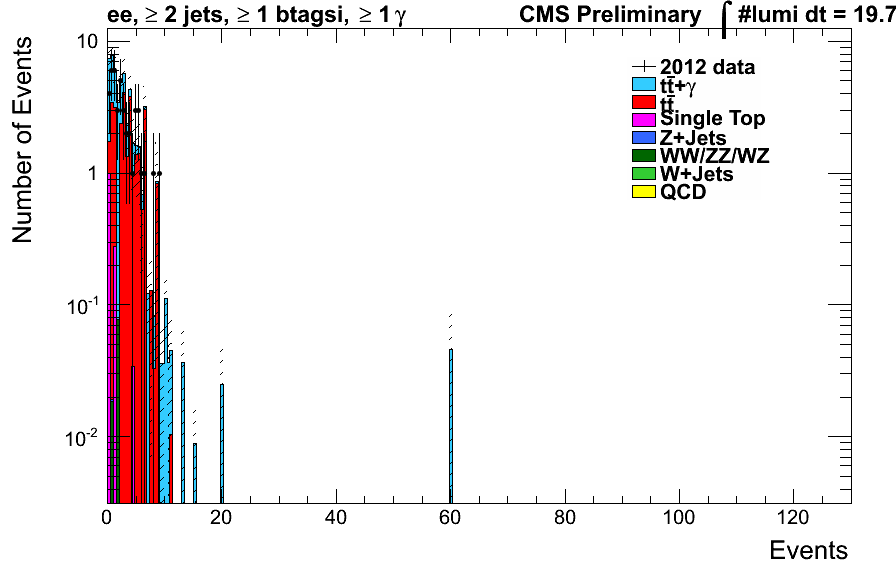 ee, ≥ 2 jets, ≥ 1 btagsi, ≥ 1 γ CMS Preliminary ∫ #lumi dt = 19.7
Number of Events
10
1
10⁻¹
10⁻²
2012 data
tt̄+γ
tt̄
Single Top
Z+Jets
WW/ZZ/WZ
W+Jets
QCD
0 20 40 60 80 100 120
Events